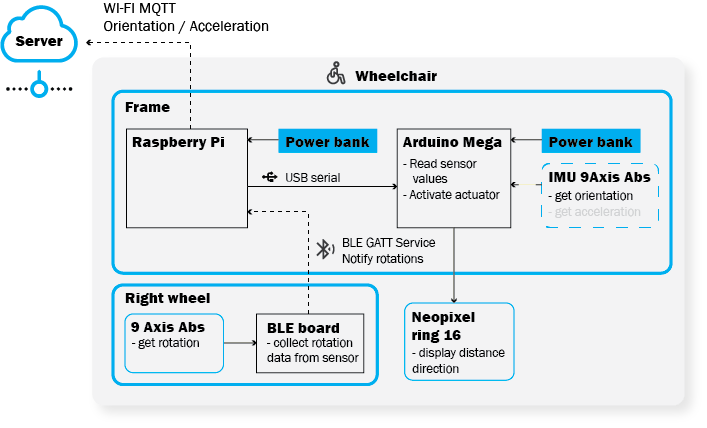 WI-FI MQTT
Orientation / Acceleration
Server
Wheelchair
Frame
Raspberry Pi
Power bank
USB serial
Arduino Mega
- Read sensor
values
- Activate actuator
Power bank
IMU 9Axis Abs
- get orientation
- get acceleration
BLE GATT Service
Notify rotations
Right wheel
9 Axis Abs
- get rotation
BLE board
- collect rotation
data from sensor
Neopixel
ring 16
- display distance
direction